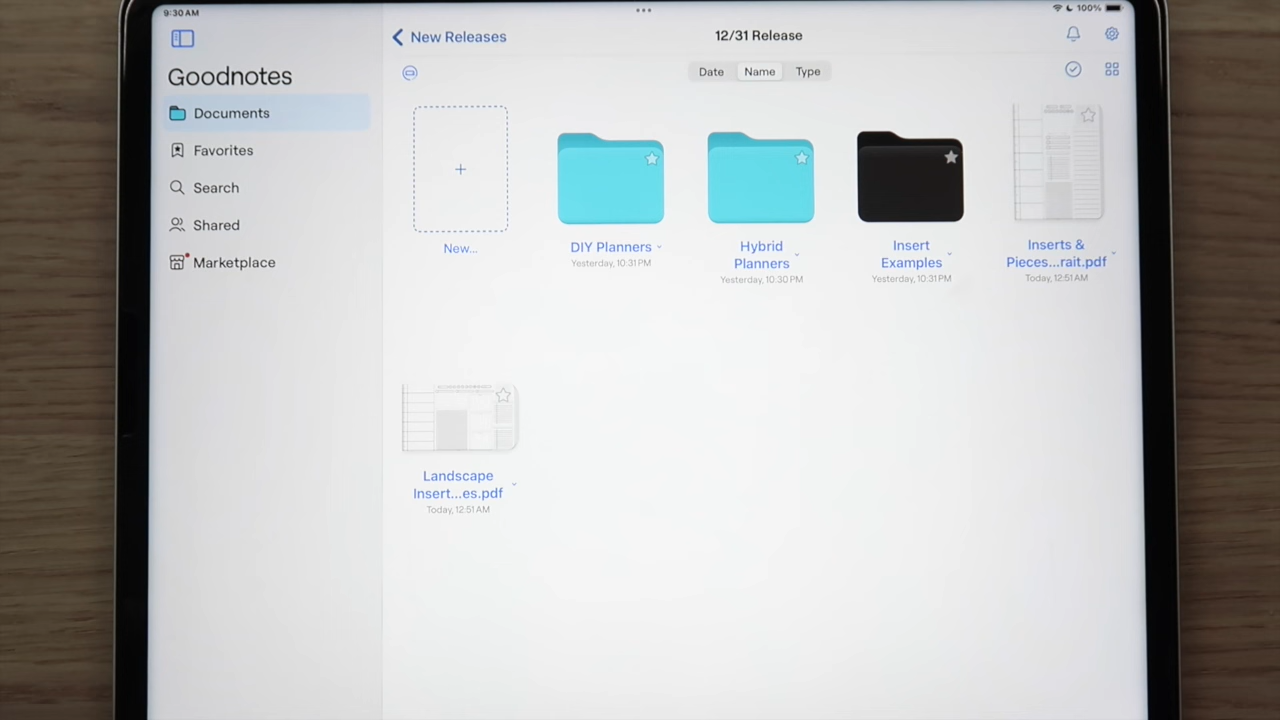 9:30 AM
100%
New Releases
12/31 Release
Goodnotes
Date Name Type
Documents
Favorites
Search
Shared
Marketplace
New...
DIY Planners
Yesterday, 10:31 PM
Hybrid
Planners
Yesterday, 10:30 PM
Insert
Examples
Yesterday, 10:31 PM
Inserts &
Pieces...rait.pdf
Today, 12:51 AM
Landscape
Insert...es.pdf
Today, 12:51 AM